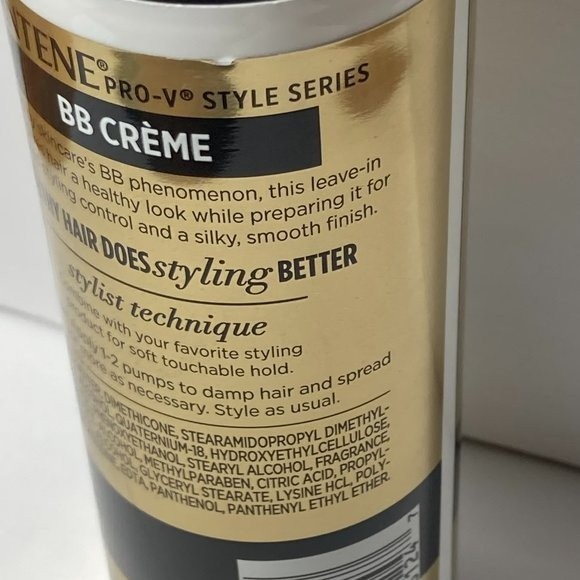 NTENE® PRO-V® STYLE SERIES
BB CRÈME
skincare's BB phenomenon, this leave-in
hair a healthy look while preparing it for
control and a silky, smooth finish.
HAIR DOES styling BETTER
stylist technique
with your favorite styling
for soft touchable hold.
1-2 pumps to damp hair and spread
as necessary. Style as usual.
DIMETHICONE, STEARAMIDOPROPYL DIMETHYL-
QUATERNIUM-18, HYDROXYETHYLCELLULOSE,
STEARYL ALCOHOL, FRAGRANCE,
METHYLPARABEN, CITRIC ACID, PROPYL-
GLYCERYL STEARATE, LYSINE HCL, POLY-
EDTA, PANTHENOL, PANTHENYL ETHYL ETHER.